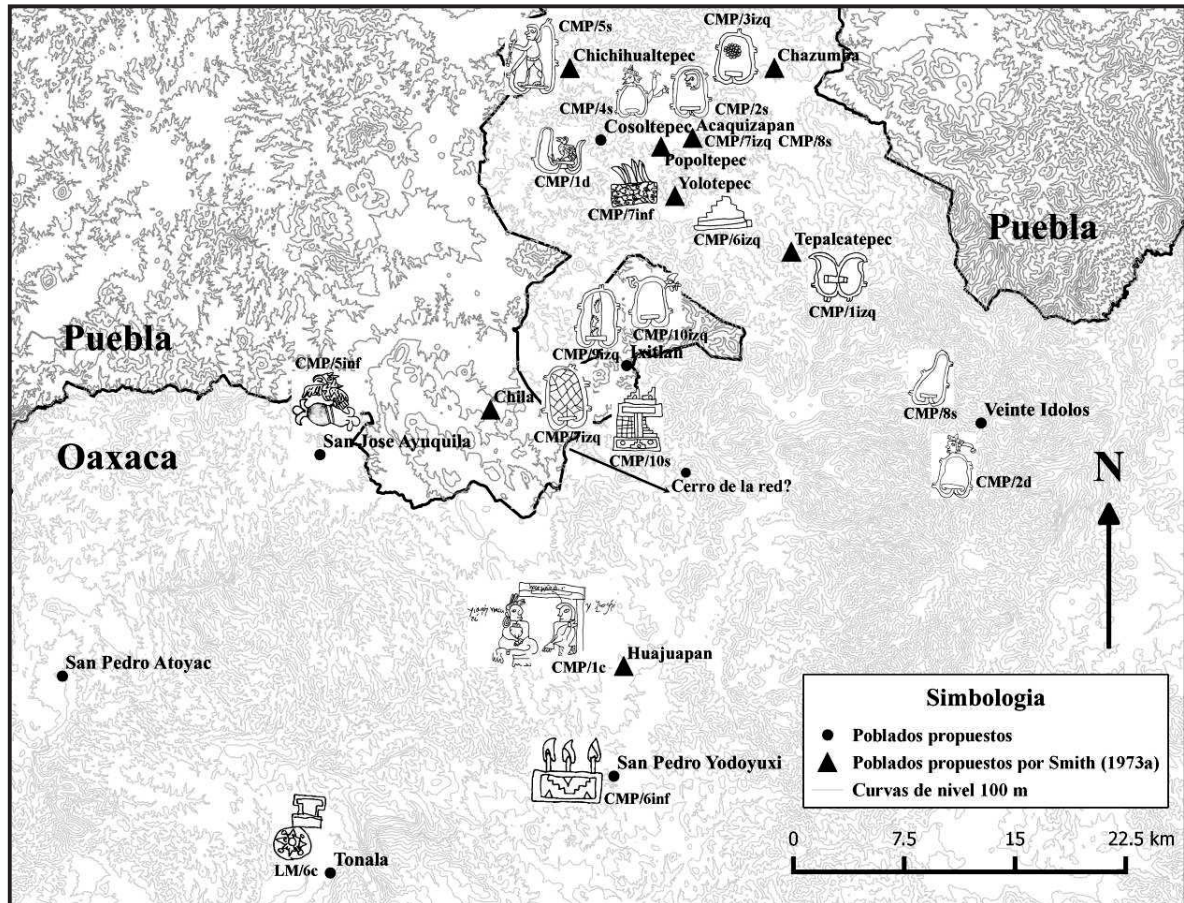 CMP/5s
CMP/3izq
Chichihualtepec
Chazumba
CMP/4s
CMP/2s
Cosoltepec
Acaquizapan
CMP/7izq CMP/8s
CMP/1d
Popoltepec
Yolotepec
CMP/7inf
CMP/6izq
Puebla
Tepalcatepec
CMP/1izq
CMP/9izq
CMP/10izq
Ixitlan
Puebla
CMP/5inf
Chila
CMP/7izq
CMP/10s
CMP/8s
Veinte Idolos
CMP/2d
Oaxaca
San Jose Ayuquila
Cerro de la red?
N
CMP/1c
Huajuapan
San Pedro Atoyac
San Pedro Yodoyuxi
CMP/6inf
LM/6c
Tonala
Simbologia
Poblados propuestos
Poblados propuestos por Smith (1973a)
Curvas de nivel 100 m
0 7.5 15 22.5 km